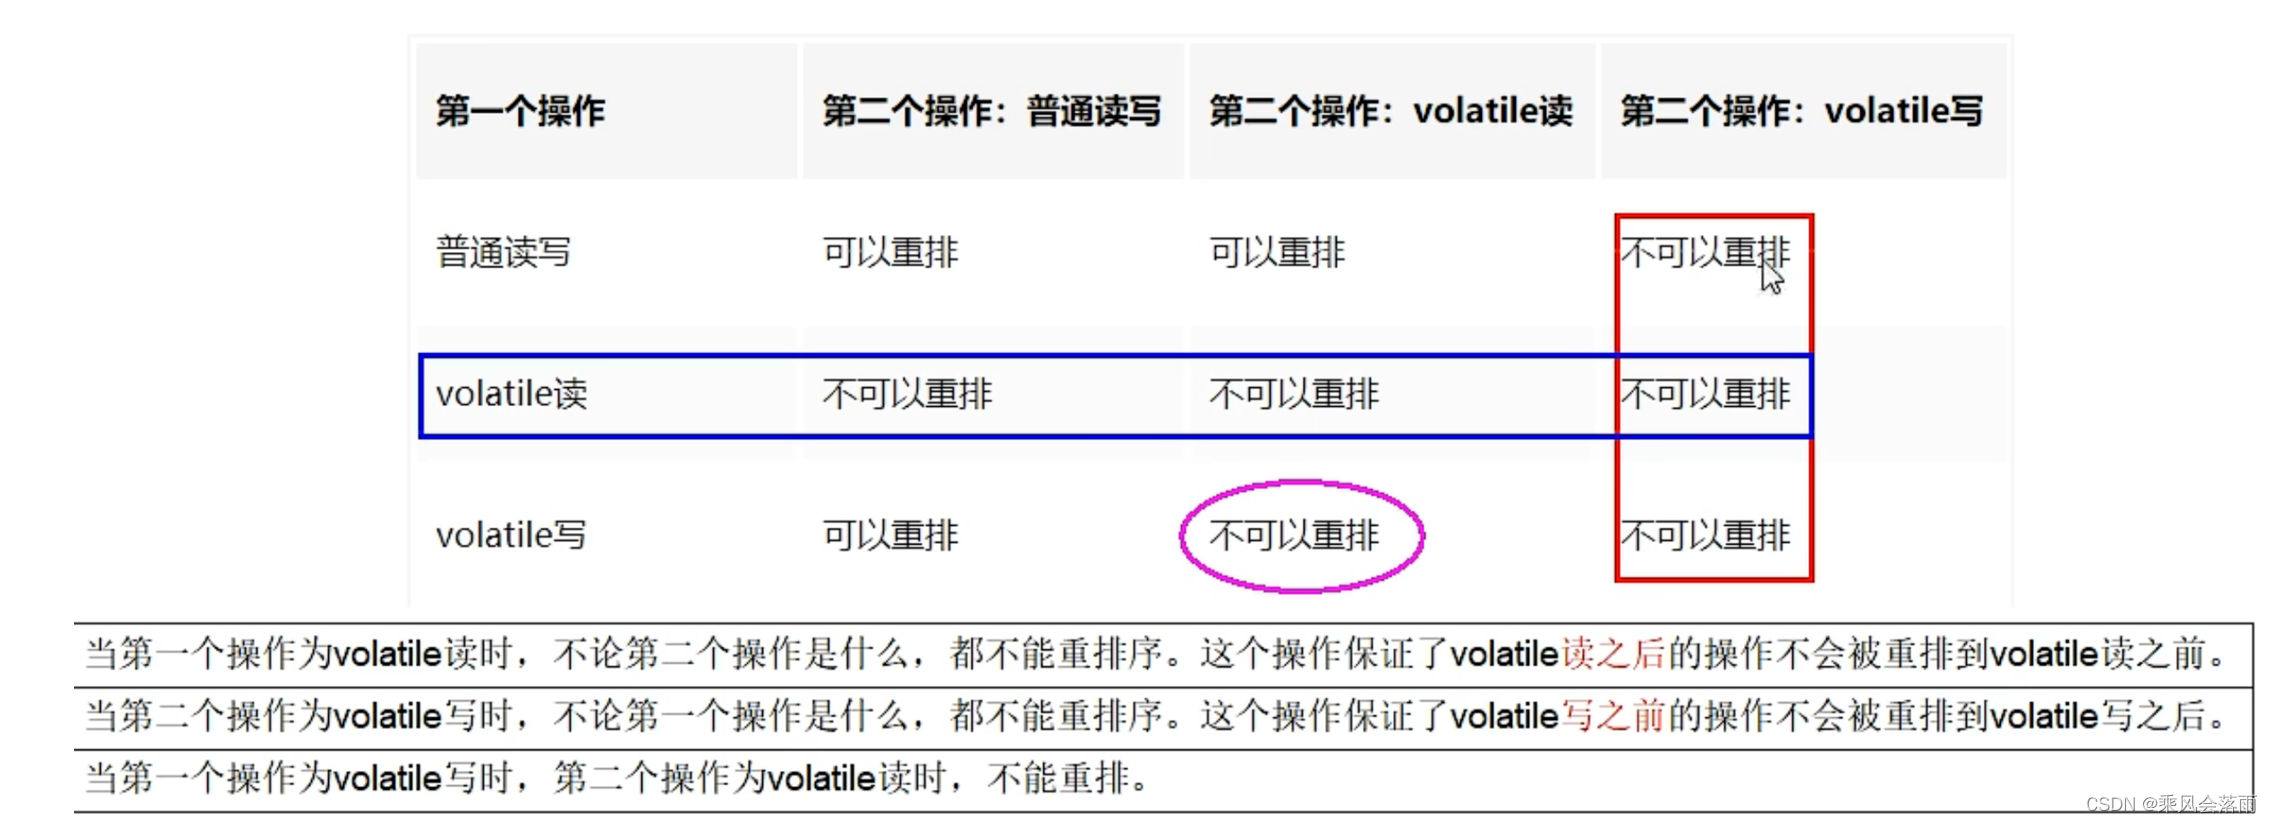 第一个操作 第二个操作：普通读写 第二个操作：volatile读 第二个操作：volatile写
普通读写 可以重排 可以重排 不可以重排
volatile读 不可以重排 不可以重排 不可以重排
volatile写 可以重排 不可以重排 不可以重排
当第一个操作为volatile读时，不论第二个操作是什么，都不能重排序。这个操作保证了volatile读之后的操作不会被重排到volatile读之前。
当第二个操作为volatile写时，不论第一个操作是什么，都不能重排序。这个操作保证了volatile写之前的操作不会被重排到volatile写之后。
当第一个操作为volatile写时，第二个操作为volatile读时，不能重排。
CSDN @乘风会落雨